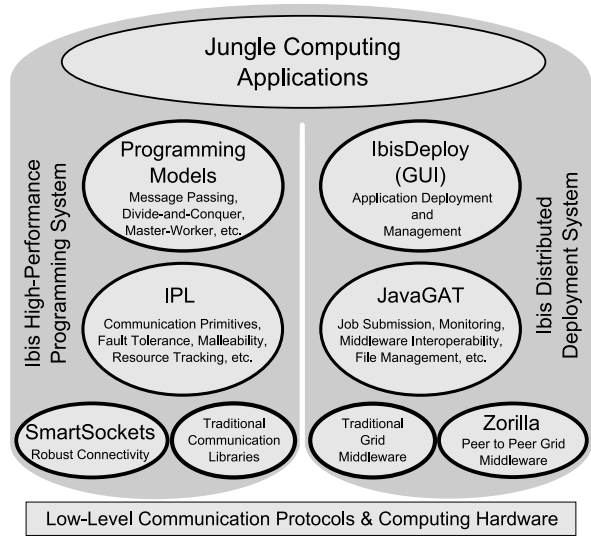 Jungle Computing
Applications
Ibis High-Performance
Programming System
Programming
Models
Message Passing,
Divide-and-Conquer,
Master-Worker, etc.
IPL
Communication Primitives,
Fault Tolerance, Malleability,
Resource Tracking, etc.
SmartSockets
Robust Connectivity
Traditional
Communication
Libraries
IbisDeploy
(GUI)
Application Deployment
and
Management
JavaGAT
Job Submission, Monitoring,
Middleware Interoperability,
File Management, etc.
Traditional
Grid
Middleware
Zorilla
Peer to Peer Grid
Middleware
Ibis Distributed
Deployment System
Low-Level Communication Protocols & Computing Hardware